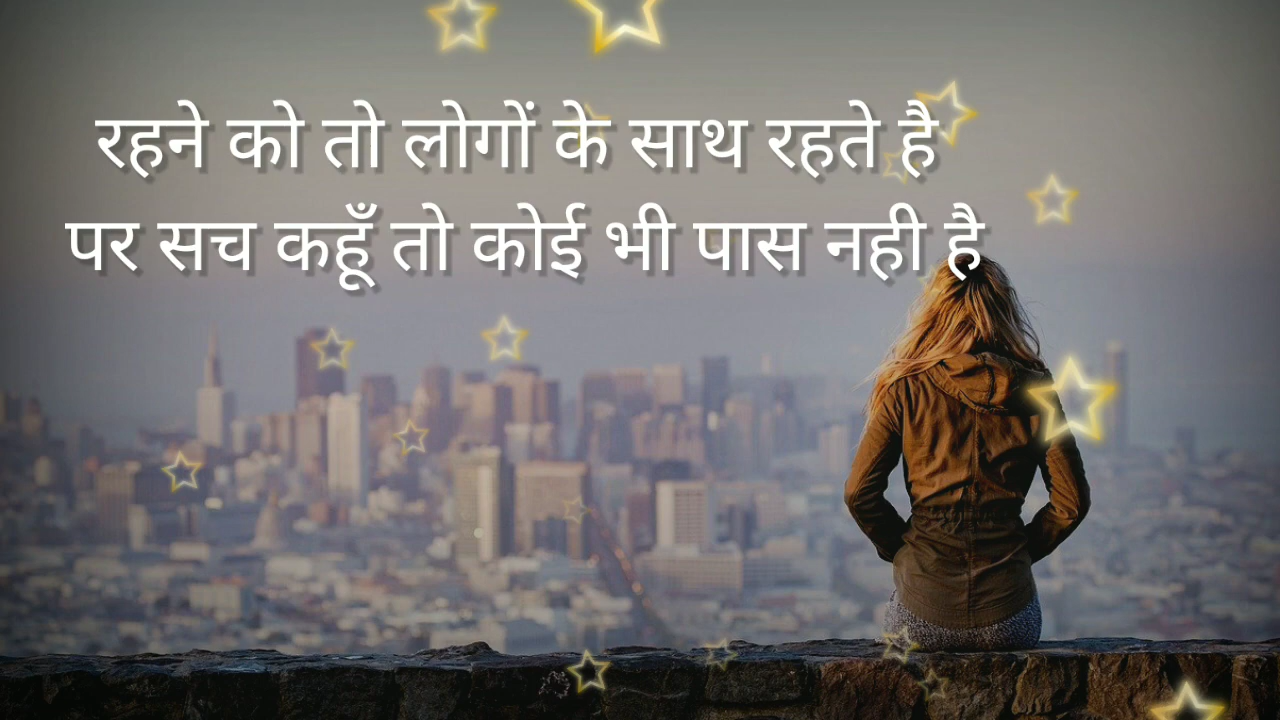 रहने को तो लोगों के साथ रहते है
पर सच कहूँ तो कोई भी पास नही है